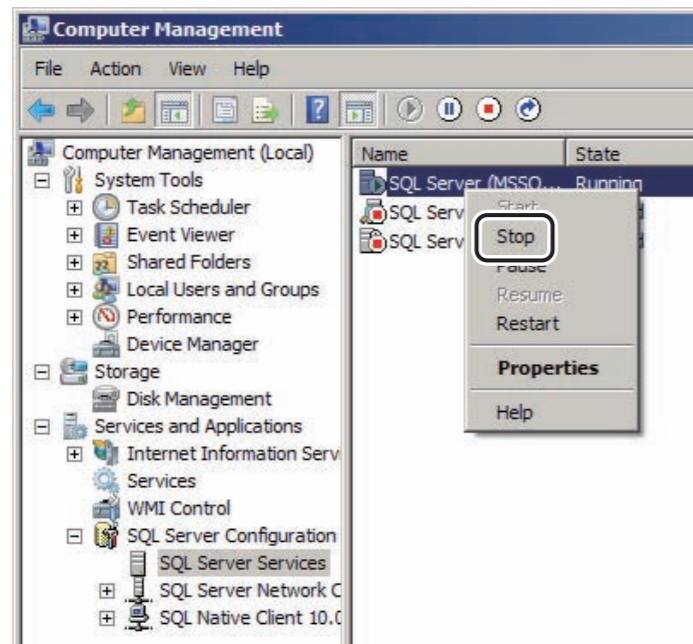 Computer Management
File Action View Help
Computer Management (Local)
System Tools
Task Scheduler
Event Viewer
Shared Folders
Local Users and Groups
Performance
Device Manager
Storage
Disk Management
Services and Applications
Internet Information Serv
Services
WMI Control
SQL Server Configuration
SQL Server Services
SQL Server Network C
SQL Native Client 10.0
Name State
SQL Server (MSSQ... Running
SQL Serv
SQL Serv
Start
Stop
Pause
Resume
Restart
Properties
Help